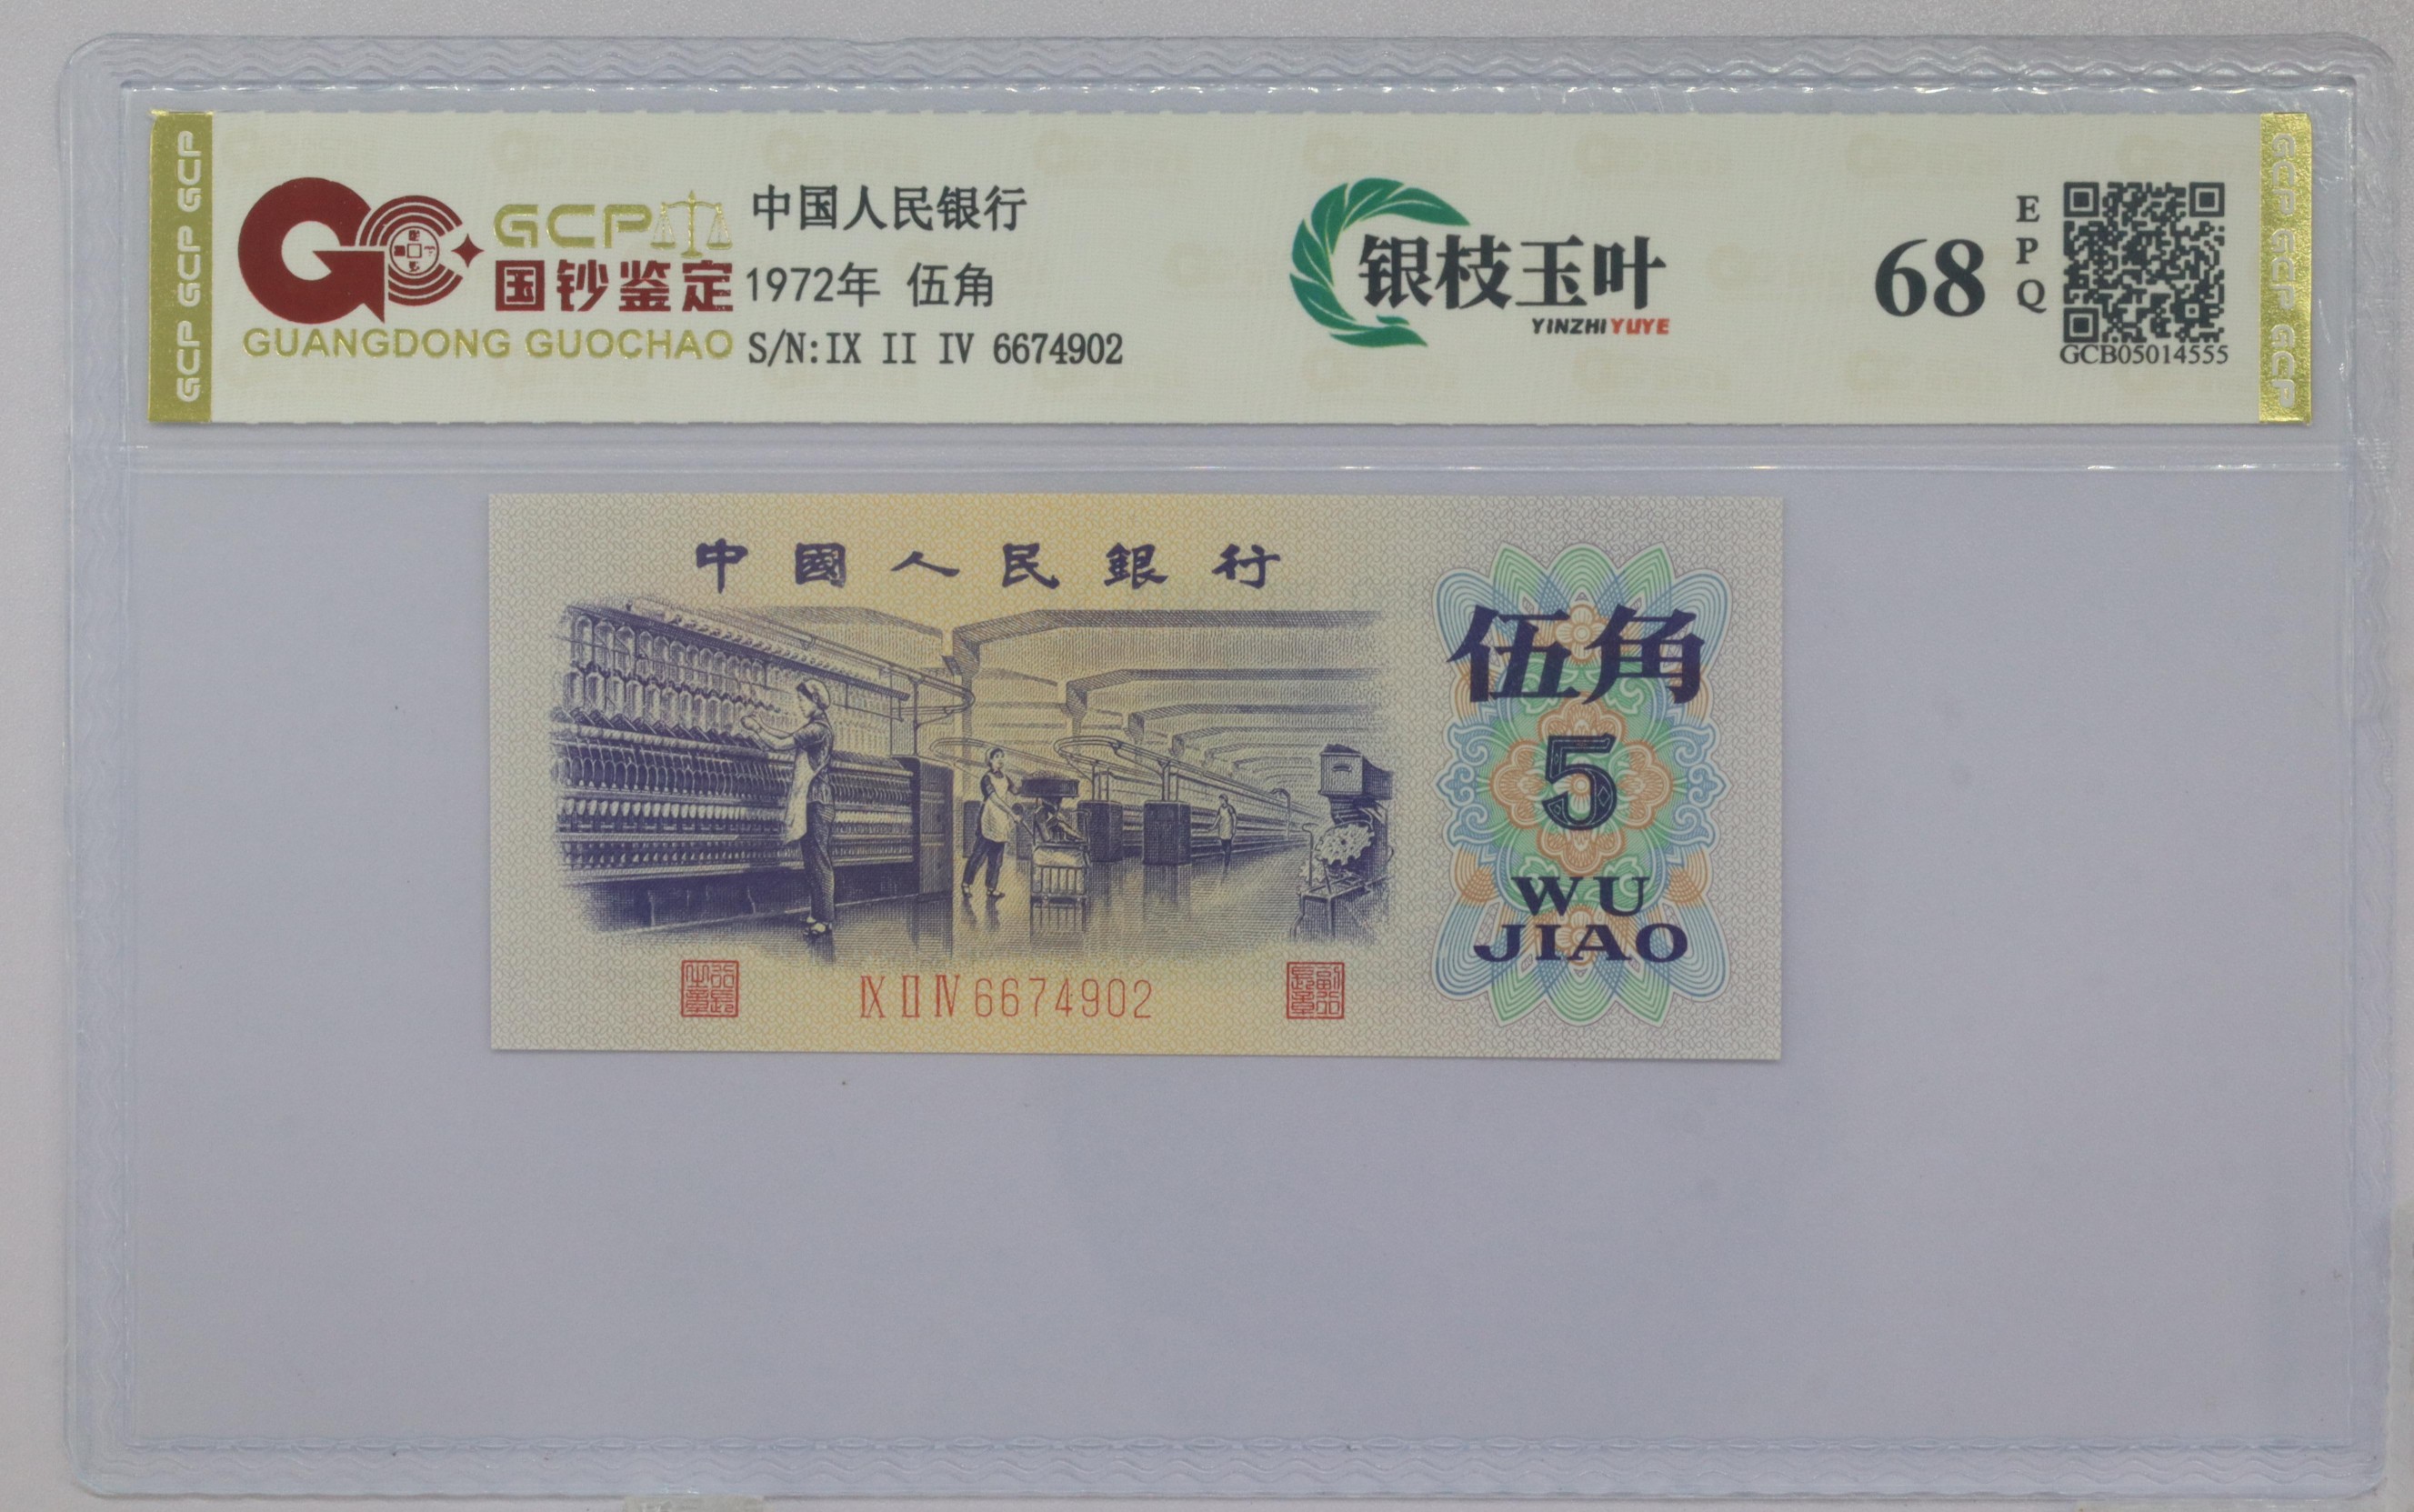 GCP GCP GCP
GCP
国钞鉴定
GUANGDONG GUOCHAO
中国人民银行
1972年 伍角
S/N:IX II IV 6674902
银枝玉叶
YINZHIYUYE
68
EPQ
GCB05014555
GCP GCP GCP
中國人民銀行
伍角
5
WU
JIAO
IX II IV 6674902